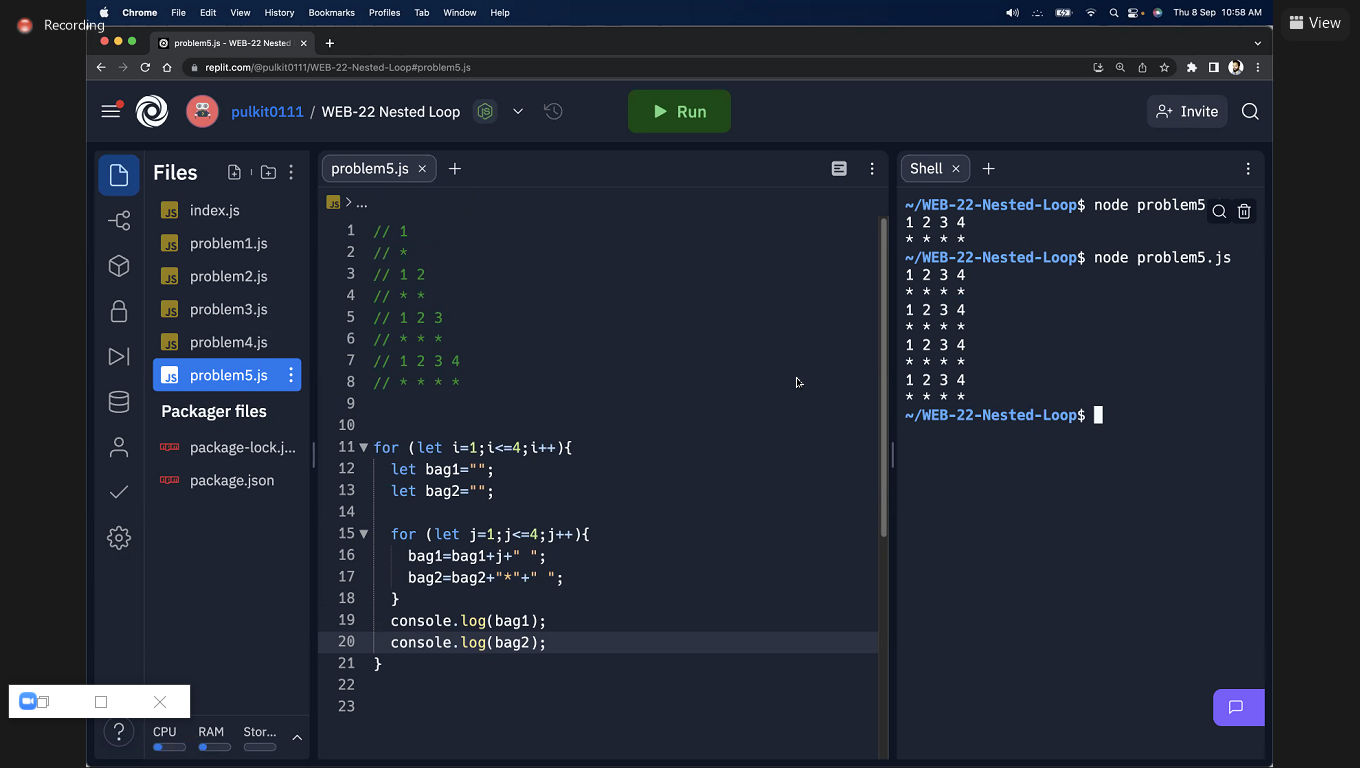 Chrome File Edit View History Bookmarks Profiles Tab Window Help Thu 8 Sep 10:58 AM
Recording
View
problem5.js - WEB-22 Nested
replit.com/@pulkit0111/WEB-22-Nested-Loop#problem5.js
pulkit0111 / WEB-22 Nested Loop
Run
Invite
Files
index.js
problem1.js
problem2.js
problem3.js
problem4.js
problem5.js
Packager files
package-lock.j...
package.json
CPU RAM Stor...
problem5.js
JS > ...
1 // 1
2 // *
3 // 1 2
4 // * *
5 // 1 2 3
6 // * * *
7 // 1 2 3 4
8 // * * * *
9
10
11 for (let i=1;i<=4;i++){
12 let bag1="";
13 let bag2="";
14
15 for (let j=1;j<=4;j++){
16 bag1=bag1+j+" ";
17 bag2=bag2+"*"+" ";
18 }
19 console.log(bag1);
20 console.log(bag2);
21 }
22
23
Shell
~/WEB-22-Nested-Loop$ node problem5
1 2 3 4
* * * *
~/WEB-22-Nested-Loop$ node problem5.js
1 2 3 4
* * * *
1 2 3 4
* * * *
1 2 3 4
* * * *
1 2 3 4
* * * *
~/WEB-22-Nested-Loop$